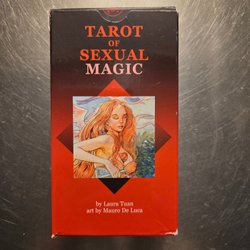 TAROT
OF
SEXUAL
MAGIC
by Laura Tuan
art by Mauro De Luca